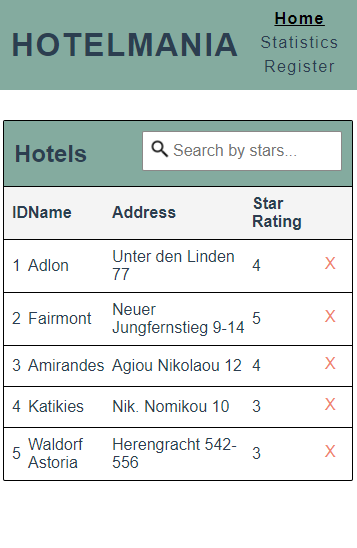 HOTELMANIA
Home
Statistics
Register
Hotels
Search by stars...
ID Name Address Star Rating
1 Adlon Unter den Linden 77 4 X
2 Fairmont Neuer Jungfernstieg 9-14 5 X
3 Amirandes Agiou Nikolaou 12 4 X
4 Katikies Nik. Nomikou 10 3 X
5 Waldorf Astoria Herengracht 542-556 3 X